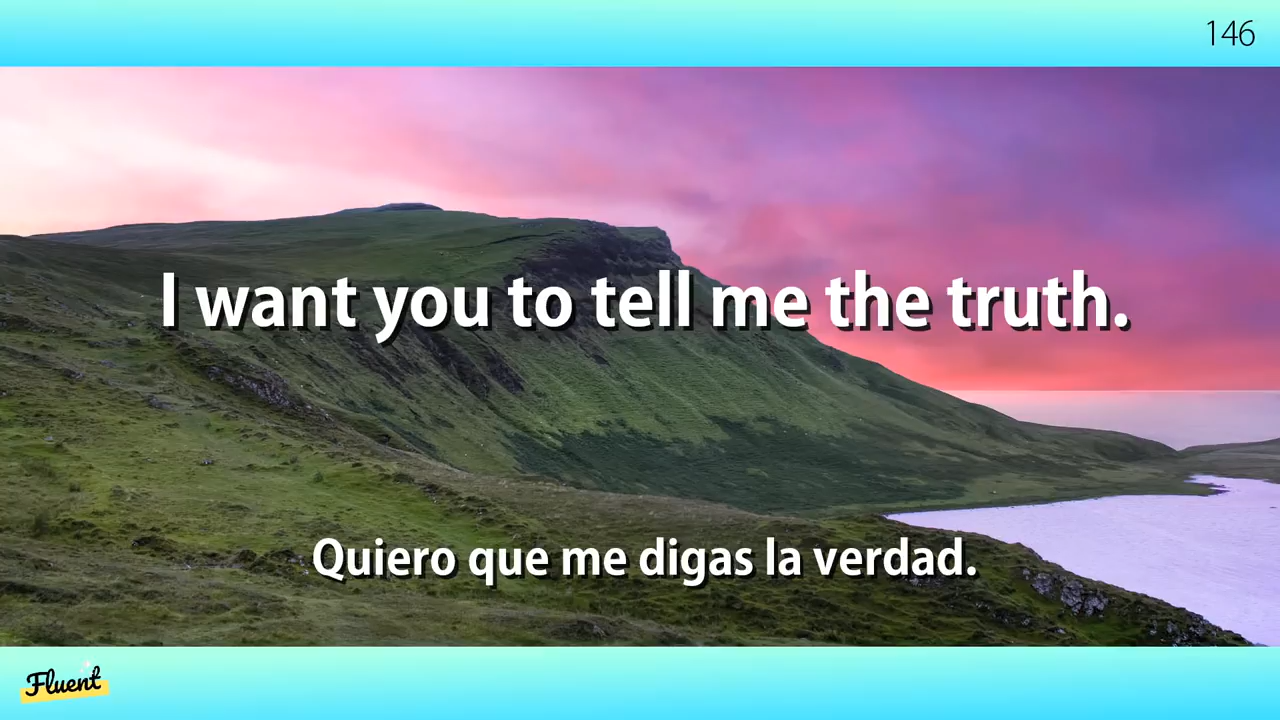 146
I want you to tell me the truth.
Quiero que me digas la verdad.
Fluent